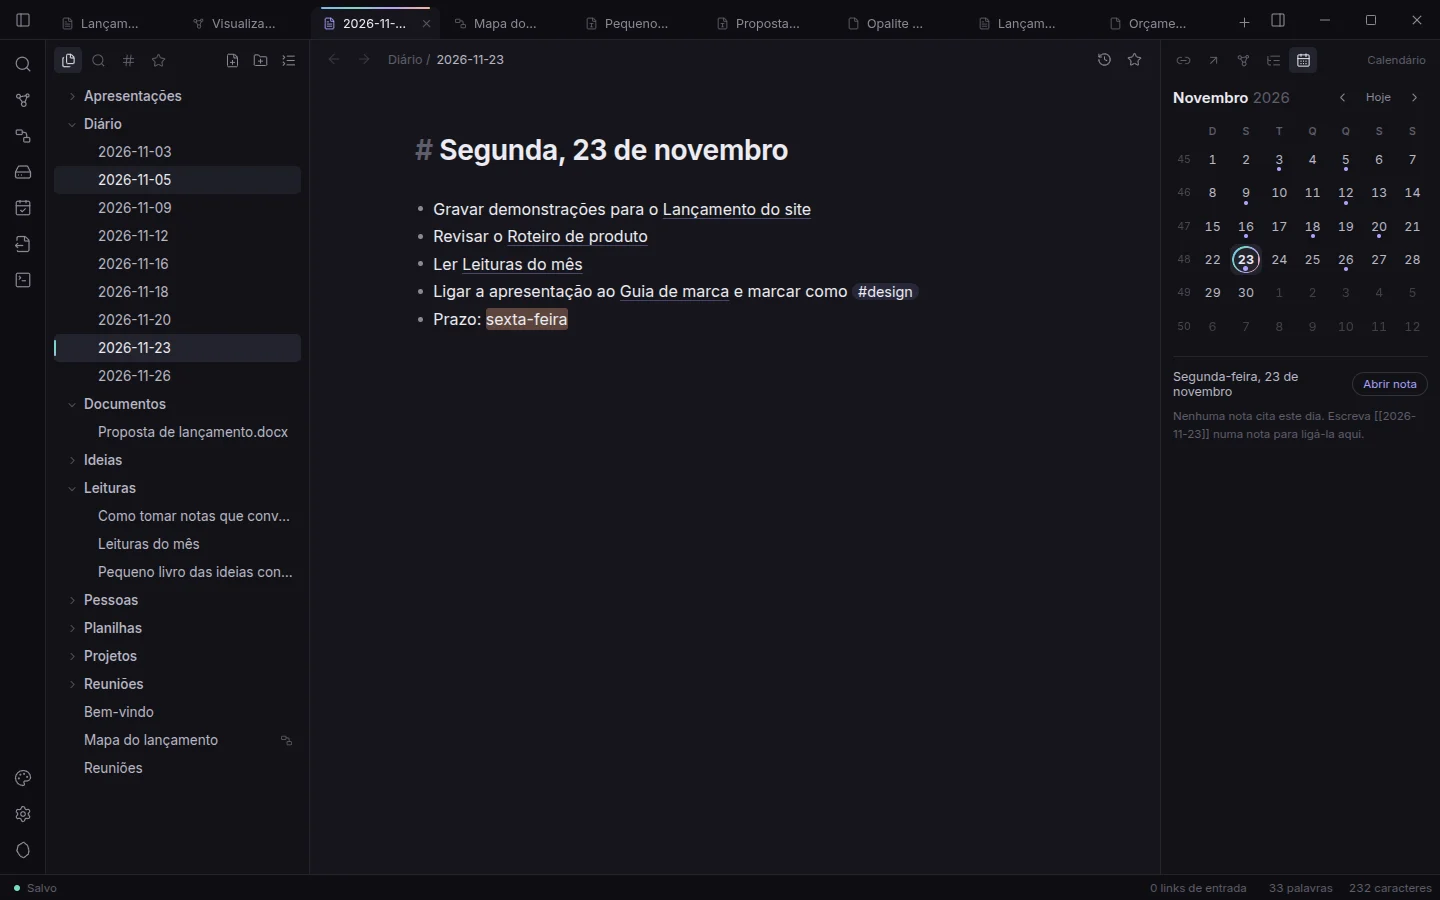 Lançam...
Visualiza...
2026-11-...
Mapa do...
Pequeno...
Proposta...
Opalite ...
Lançam...
Orçame...
Diário / 2026-11-23
Calendário
Apresentações
Diário
2026-11-03
2026-11-05
2026-11-09
2026-11-12
2026-11-16
2026-11-18
2026-11-20
2026-11-23
2026-11-26
Documentos
Proposta de lançamento.docx
Ideias
Leituras
Como tomar notas que conv...
Leituras do mês
Pequeno livro das ideias con...
Pessoas
Planilhas
Projetos
Reuniões
Bem-vindo
Mapa do lançamento
Reuniões
# Segunda, 23 de novembro
• Gravar demonstrações para o Lançamento do site
• Revisar o Roteiro de produto
• Ler Leituras do mês
• Ligar a apresentação ao Guia de marca e marcar como #design
• Prazo: sexta-feira
Novembro 2026
Hoje
D S T Q Q S S
45 1 2 3 4 5 6 7
46 8 9 10 11 12 13 14
47 15 16 17 18 19 20 21
48 22 23 24 25 26 27 28
49 29 30 1 2 3 4 5
50 6 7 8 9 10 11 12
Segunda-feira, 23 de
novembro
Abrir nota
Nenhuma nota cita este dia. Escreva [[2026-
11-23]] numa nota para ligá-la aqui.
Salvo
0 links de entrada
33 palavras
232 caracteres